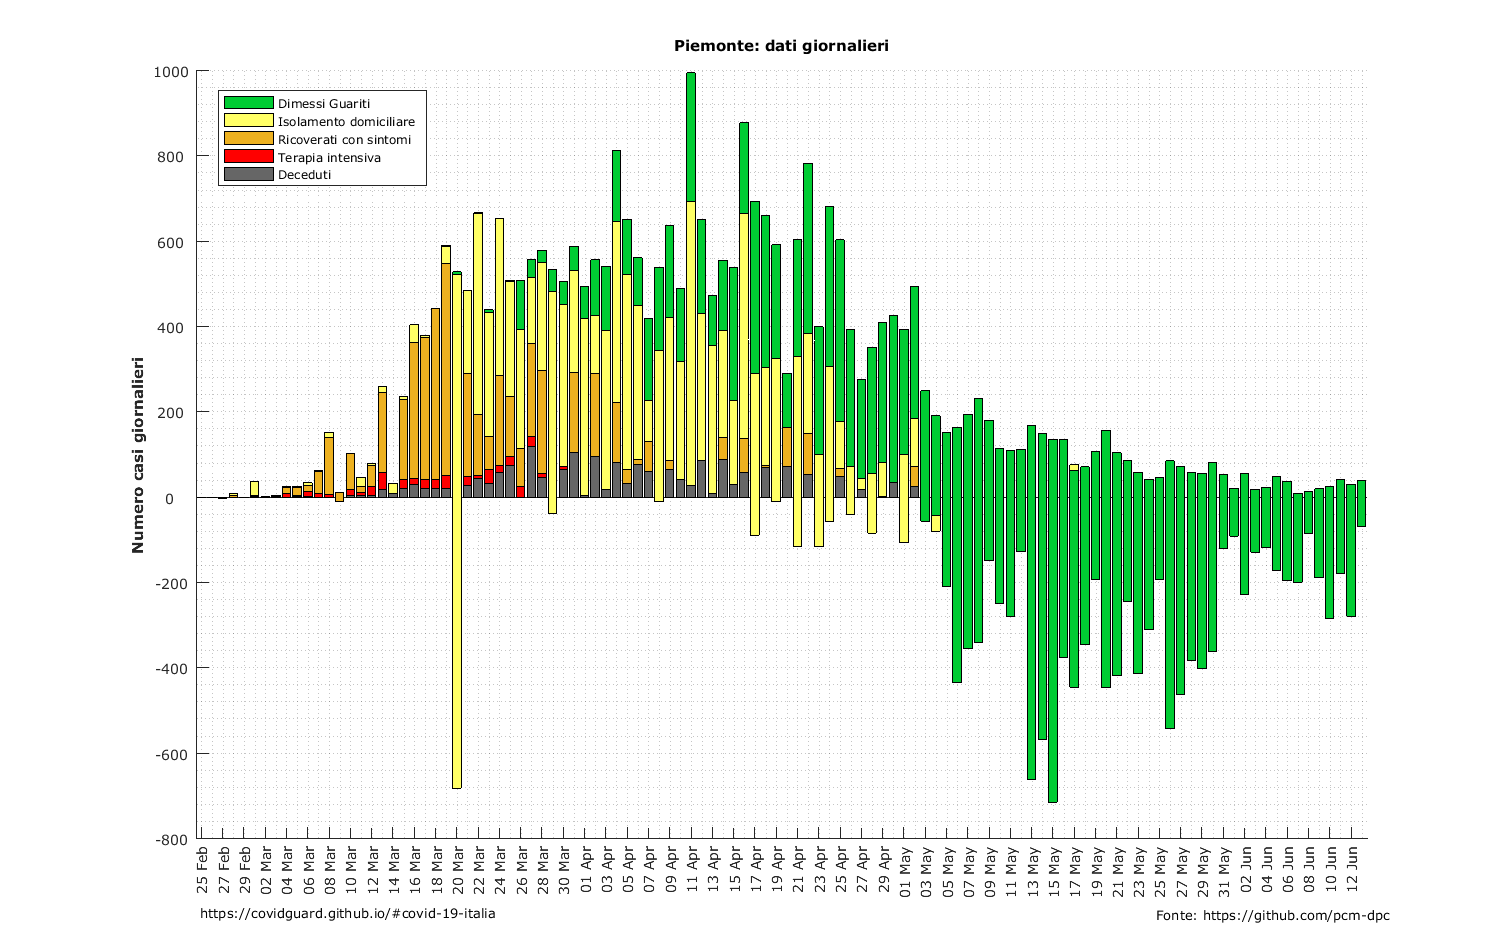 Piemonte: dati giornalieri
1000
800
600
400
200
0
-200
-400
-600
-800
Numero casi giornalieri
Dimessi Guariti
Isolamento domiciliare
Ricoverati con sintomi
Terapia intensiva
Deceduti
25 Feb
27 Feb
29 Feb
02 Mar
04 Mar
06 Mar
08 Mar
10 Mar
12 Mar
14 Mar
16 Mar
18 Mar
20 Mar
22 Mar
24 Mar
26 Mar
28 Mar
30 Mar
01 Apr
03 Apr
05 Apr
07 Apr
09 Apr
11 Apr
13 Apr
15 Apr
17 Apr
19 Apr
21 Apr
23 Apr
25 Apr
27 Apr
29 Apr
01 May
03 May
05 May
07 May
09 May
11 May
13 May
15 May
17 May
19 May
21 May
23 May
25 May
27 May
29 May
31 May
02 Jun
04 Jun
06 Jun
08 Jun
10 Jun
12 Jun
https://covidguard.github.io/#covid-19-italia
Fonte: https://github.com/pcm-dpc